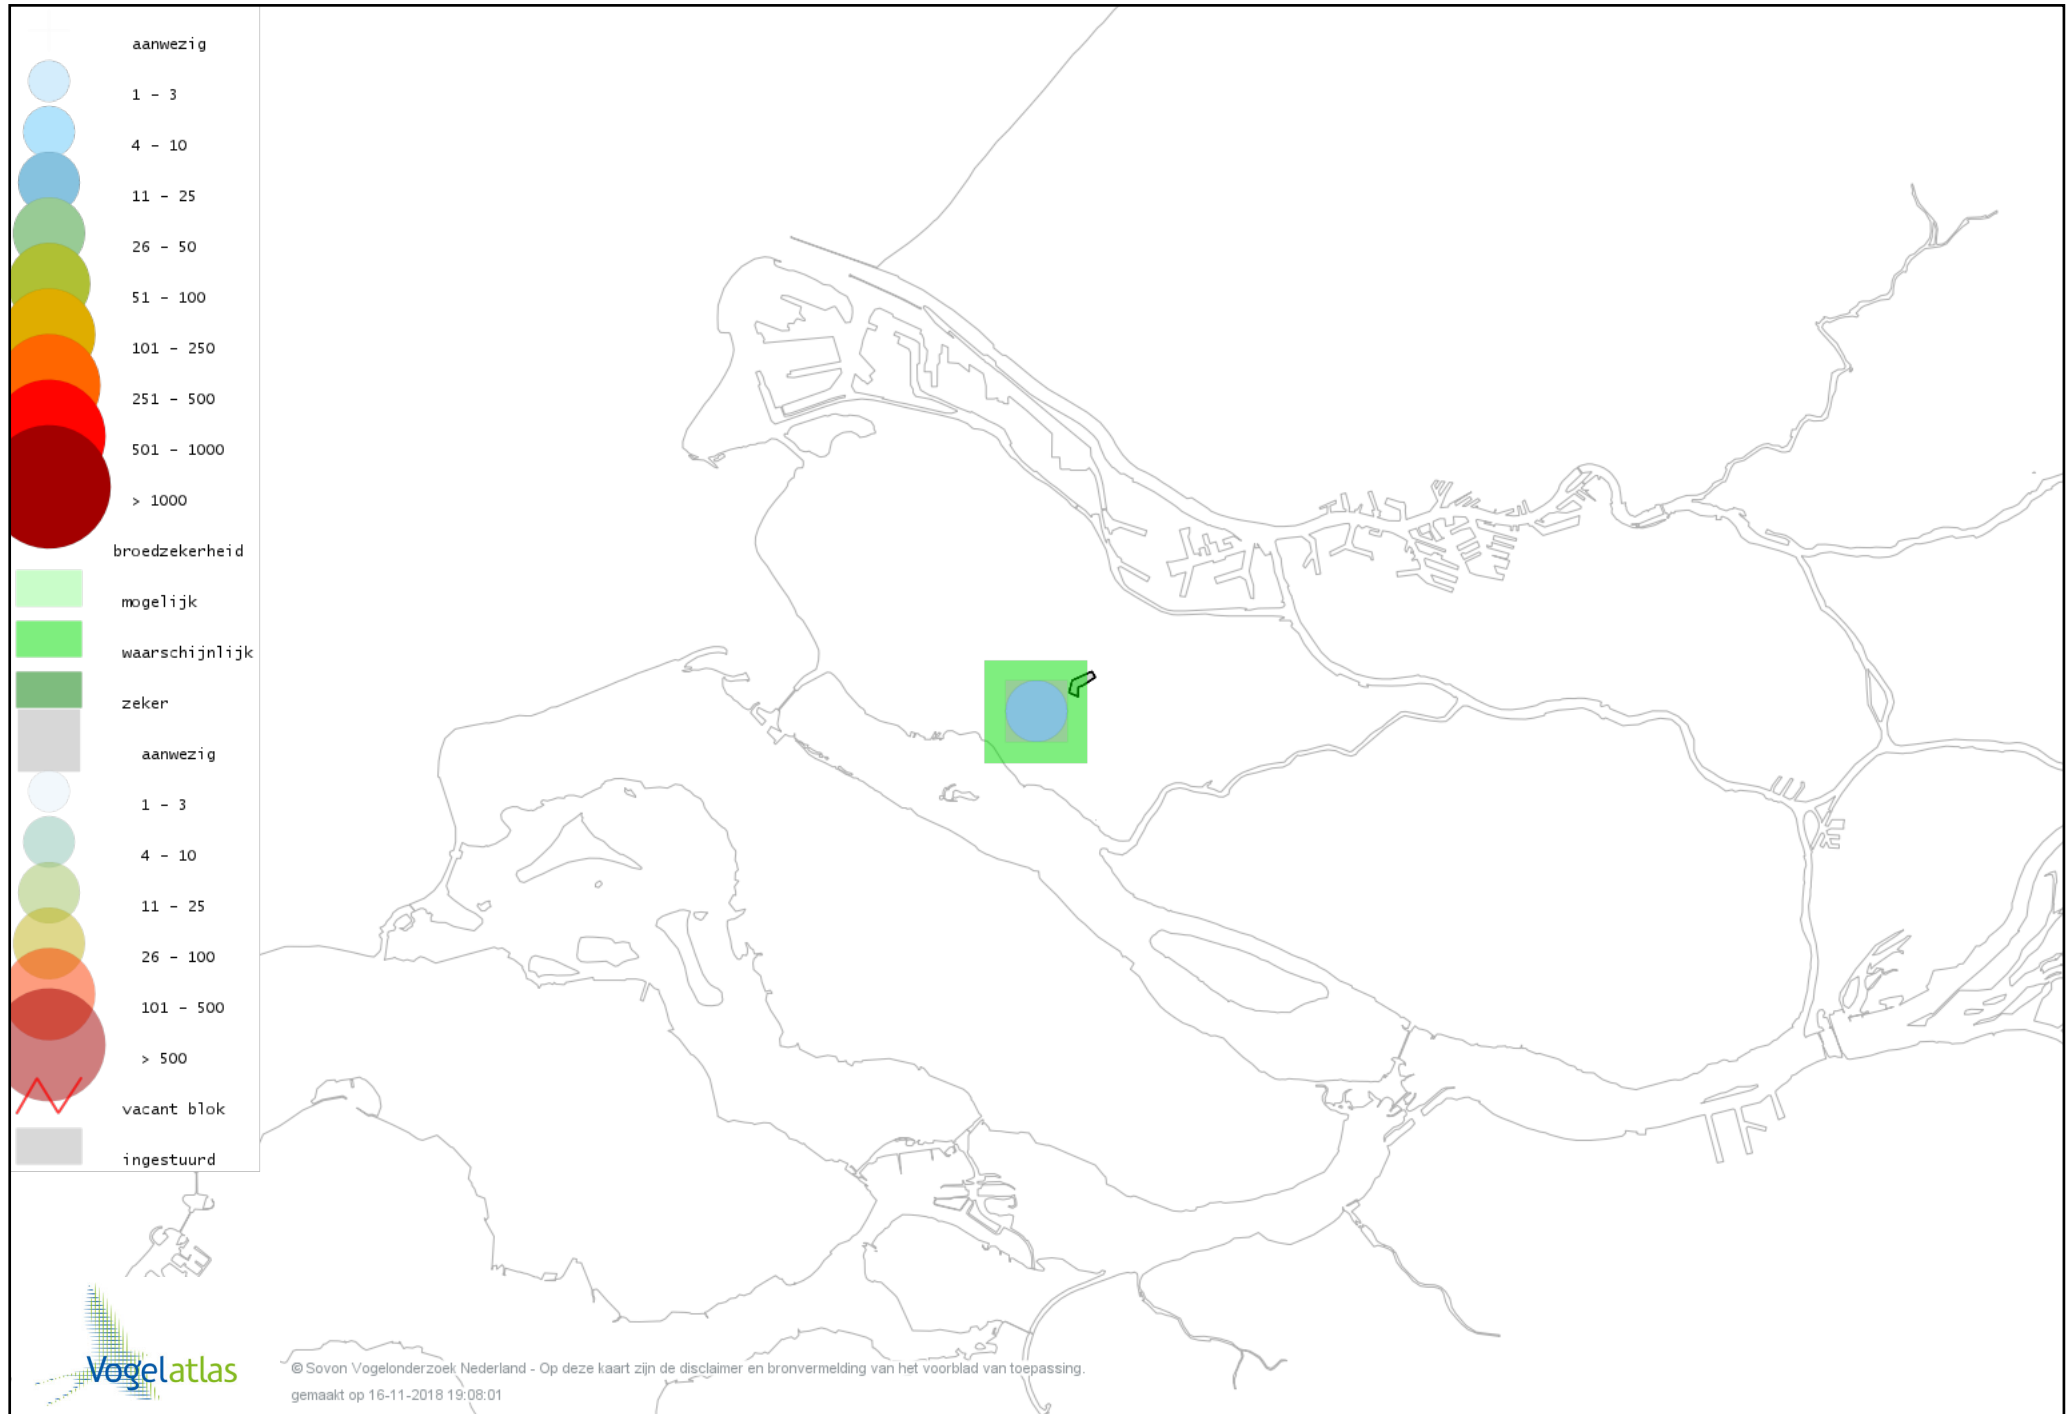 aanwezig
1 - 3
4 - 10
11 - 25
26 - 50
51 - 100
101 - 250
251 - 500
501 - 1000
> 1000
broedzekerheid
mogelijk
waarschijnlijk
zeker
aanwezig
1 - 3
4 - 10
11 - 25
26 - 100
101 - 500
> 500
vacant blok
ingestuurd
Vogelatlas
© Sovon Vogelonderzoek Nederland - Op deze kaart zijn de disclaimer en bronvermelding van het voorblad van toepassing.
gemaakt op 16-11-2018 19:08:01